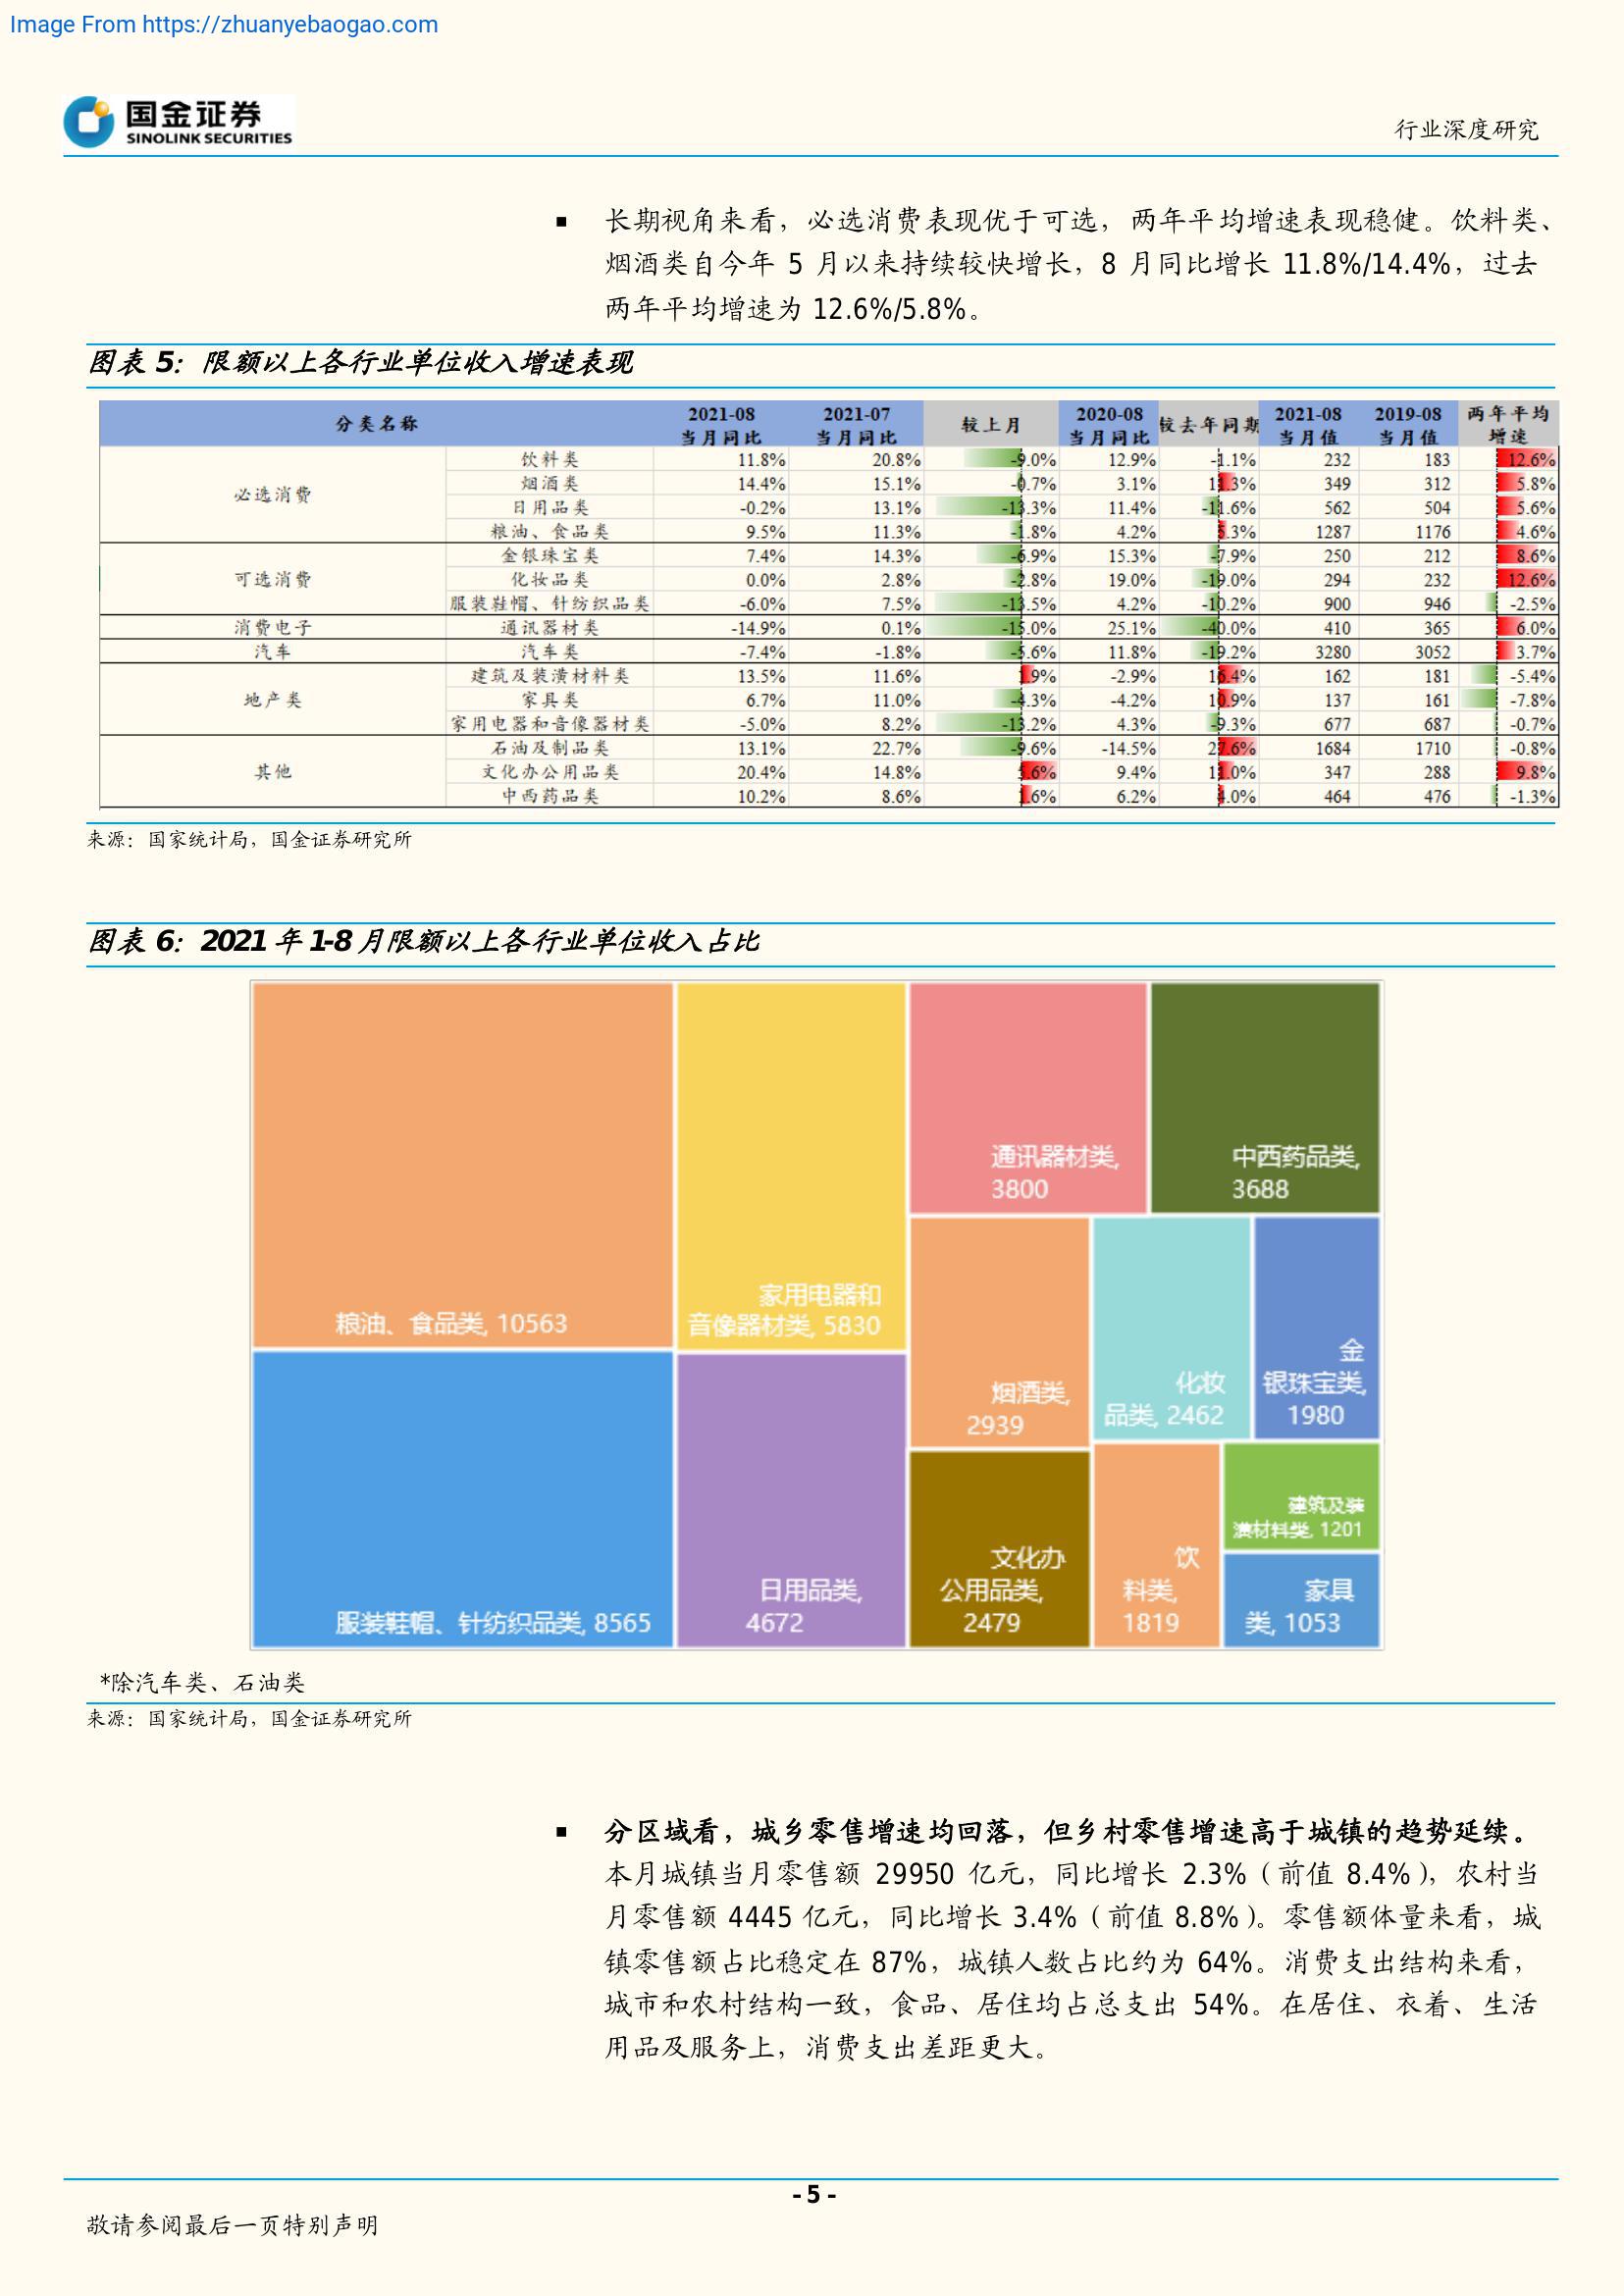 Image From https://zhuanyebaogao.com
国金证券
SINOLINK SECURITIES
行业深度研究
■ 长期视角来看，必选消费表现优于可选，两年平均增速表现稳健。饮料类、
烟酒类自今年 5 月以来持续较快增长，8 月同比增长 11.8%/14.4%，过去
两年平均增速为 12.6%/5.8%。
图表 5：限额以上各行业单位收入增速表现
分类名称 2021-08 当月同比 2021-07 当月同比 较上月 2020-08 当月同比 较去年同期 2021-08 当月值 2019-08 当月值 两年平均增速
必选消费 饮料类 11.8% 20.8% -9.0% 12.9% -1.1% 232 183 12.6%
烟酒类 14.4% 15.1% -0.7% 3.1% 11.3% 349 312 5.8%
日用品类 -0.2% 13.1% -13.3% 11.4% -11.6% 562 504 5.6%
粮油、食品类 9.5% 11.3% -1.8% 4.2% 5.3% 1287 1176 4.6%
可选消费 金银珠宝类 7.4% 14.3% -6.9% 15.3% -7.9% 250 212 8.6%
化妆品类 0.0% 2.8% -2.8% 19.0% -19.0% 294 232 12.6%
服装鞋帽、针纺织品类 -6.0% 7.5% -13.5% 4.2% -10.2% 900 946 -2.5%
消费电子 通讯器材类 -14.9% 0.1% -15.0% 25.1% -40.0% 410 365 6.0%
汽车 汽车类 -7.4% -1.8% -5.6% 11.8% -19.2% 3280 3052 3.7%
地产类 建筑及装潢材料类 13.5% 11.6% 1.9% -2.9% 16.4% 162 181 -5.4%
家具类 6.7% 11.0% -4.3% -4.2% 10.9% 137 161 -7.8%
家用电器和音像器材类 -5.0% 8.2% -13.2% 4.3% -9.3% 677 687 -0.7%
其他 石油及制品类 13.1% 22.7% -9.6% -14.5% 27.6% 1684 1710 -0.8%
文化办公用品类 20.4% 14.8% 5.6% 9.4% 11.0% 347 288 9.8%
中西药品类 10.2% 8.6% 1.6% 6.2% 4.0% 464 476 -1.3%
来源：国家统计局，国金证券研究所
图表 6：2021 年 1-8 月限额以上各行业单位收入占比
粮油、食品类, 10563
服装鞋帽、针纺织品类, 8565
家用电器和
音像器材类, 5830
日用品类,
4672
通讯器材类,
3800
中西药品类,
3688
烟酒类,
2939
化妆
品类, 2462
金
银珠宝类,
1980
文化办
公用品类,
2479
饮
料类,
1819
建筑及装
潢材料类, 1201
家具
类, 1053
*除汽车类、石油类
来源：国家统计局，国金证券研究所
■ 分区域看，城乡零售增速均回落，但乡村零售增速高于城镇的趋势延续。
本月城镇当月零售额 29950 亿元，同比增长 2.3%（前值 8.4%），农村当
月零售额 4445 亿元，同比增长 3.4%（前值 8.8%）。零售额体量来看，城
镇零售额占比稳定在 87%，城镇人数占比约为 64%。消费支出结构来看，
城市和农村结构一致，食品、居住均占总支出 54%。在居住、衣着、生活
用品及服务上，消费支出差距更大。
- 5 -
敬请参阅最后一页特别声明